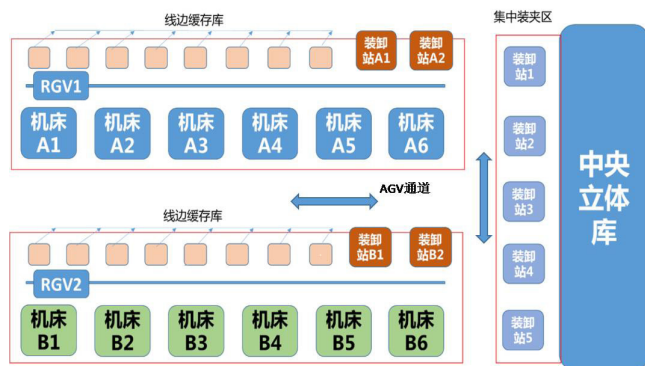 线边缓存库
装卸
站A1
装卸
站A2
RGV1
机床
A1
机床
A2
机床
A3
机床
A4
机床
A5
机床
A6
AGV通道
线边缓存库
装卸
站B1
装卸
站B2
RGV2
机床
B1
机床
B2
机床
B3
机床
B4
机床
B5
机床
B6
集中装夹区
装卸
站1
装卸
站2
装卸
站3
装卸
站4
装卸
站5
中央
立体
库